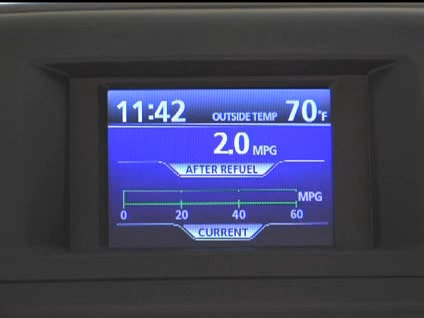 11:42 OUTSIDE TEMP 70°F
2.0 MPG
AFTER REFUEL
MPG
0 20 40 60
CURRENT